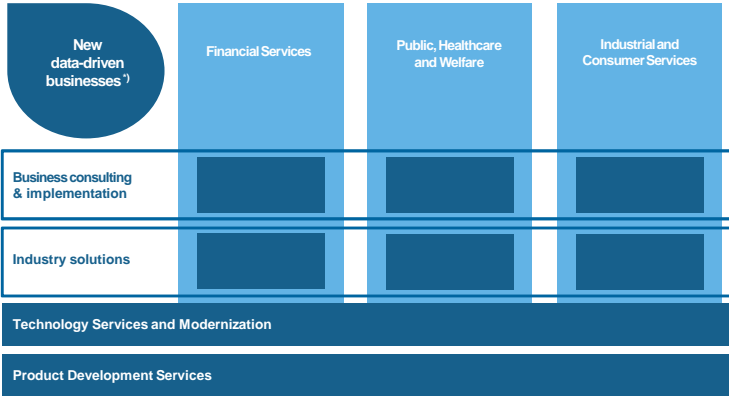 New
data-driven
businesses *)
Financial Services
Public, Healthcare
and Welfare
Industrial and
Consumer Services
Business consulting
& implementation
Industry solutions
Technology Services and Modernization
Product Development Services